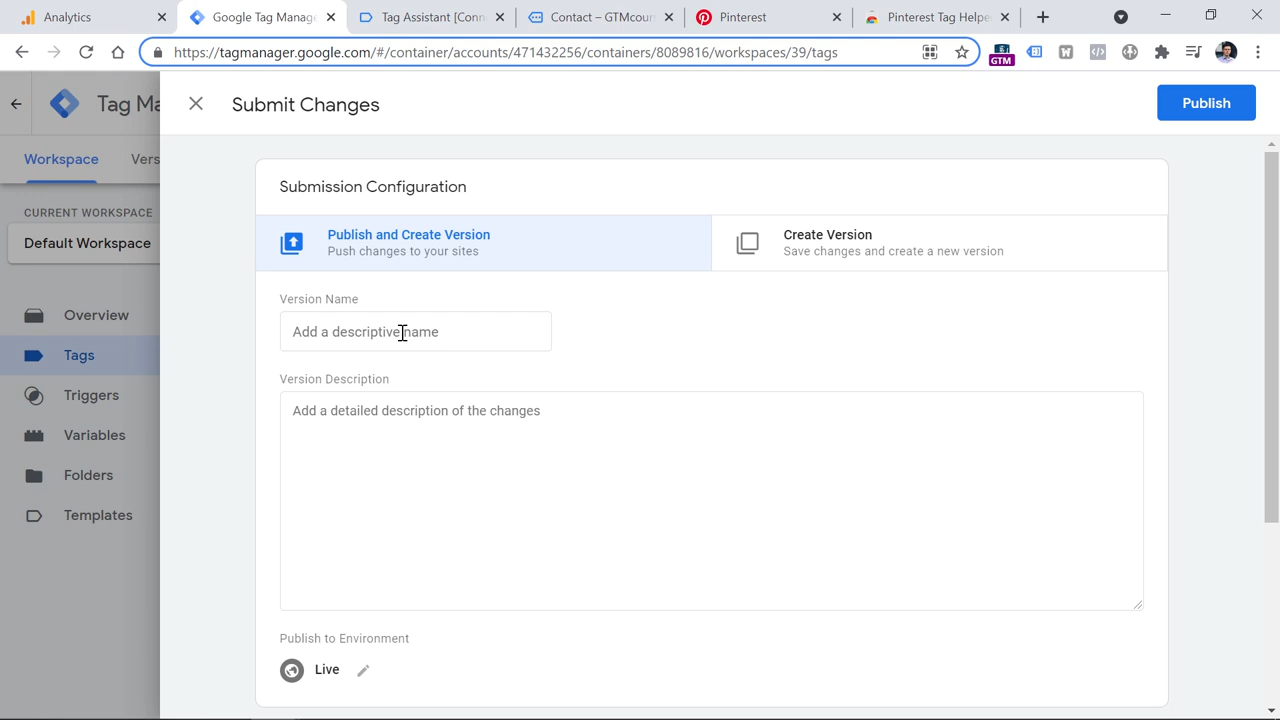 Analytics
Google Tag Manage
Tag Assistant [Conn
Contact – GTMcour
Pinterest
Pinterest Tag Helpe
https://tagmanager.google.com/#/container/accounts/471432256/containers/8089816/workspaces/39/tags
GTM
W
Tag Ma
Submit Changes
Publish
Workspace
Vers
CURRENT WORKSPACE
Default Workspace
Overview
Tags
Triggers
Variables
Folders
Templates
Submission Configuration
Publish and Create Version
Push changes to your sites
Create Version
Save changes and create a new version
Version Name
Add a descriptive name
Version Description
Add a detailed description of the changes
Publish to Environment
Live